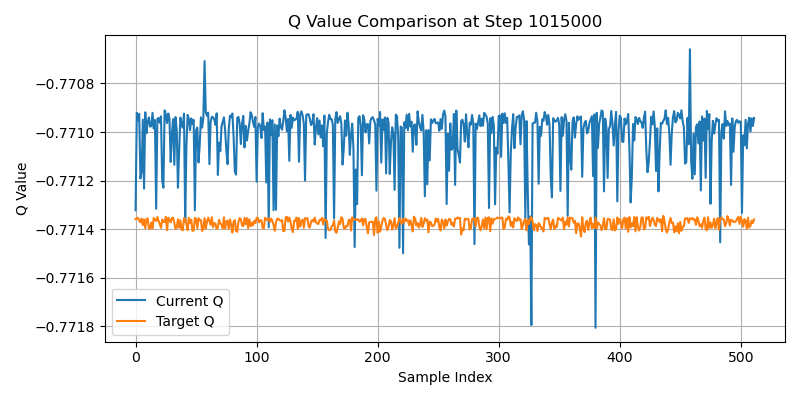 Q Value Comparison at Step 1015000
Q Value
−0.7708
−0.7710
−0.7712
−0.7714
−0.7716
−0.7718
Current Q
Target Q
0
100
200
300
400
500
Sample Index